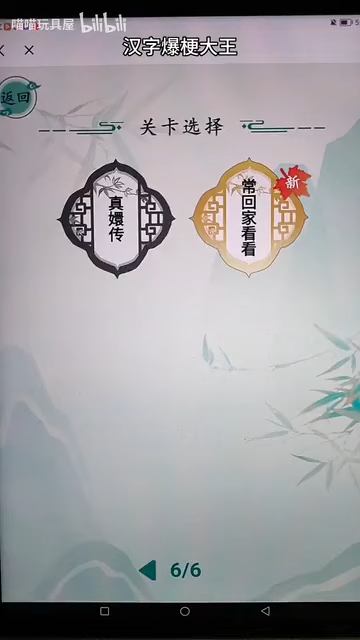 喵喵玩具屋 bilibili
汉字爆梗大王
返回
关卡选择
真嬛传
常回家看看
新
6/6